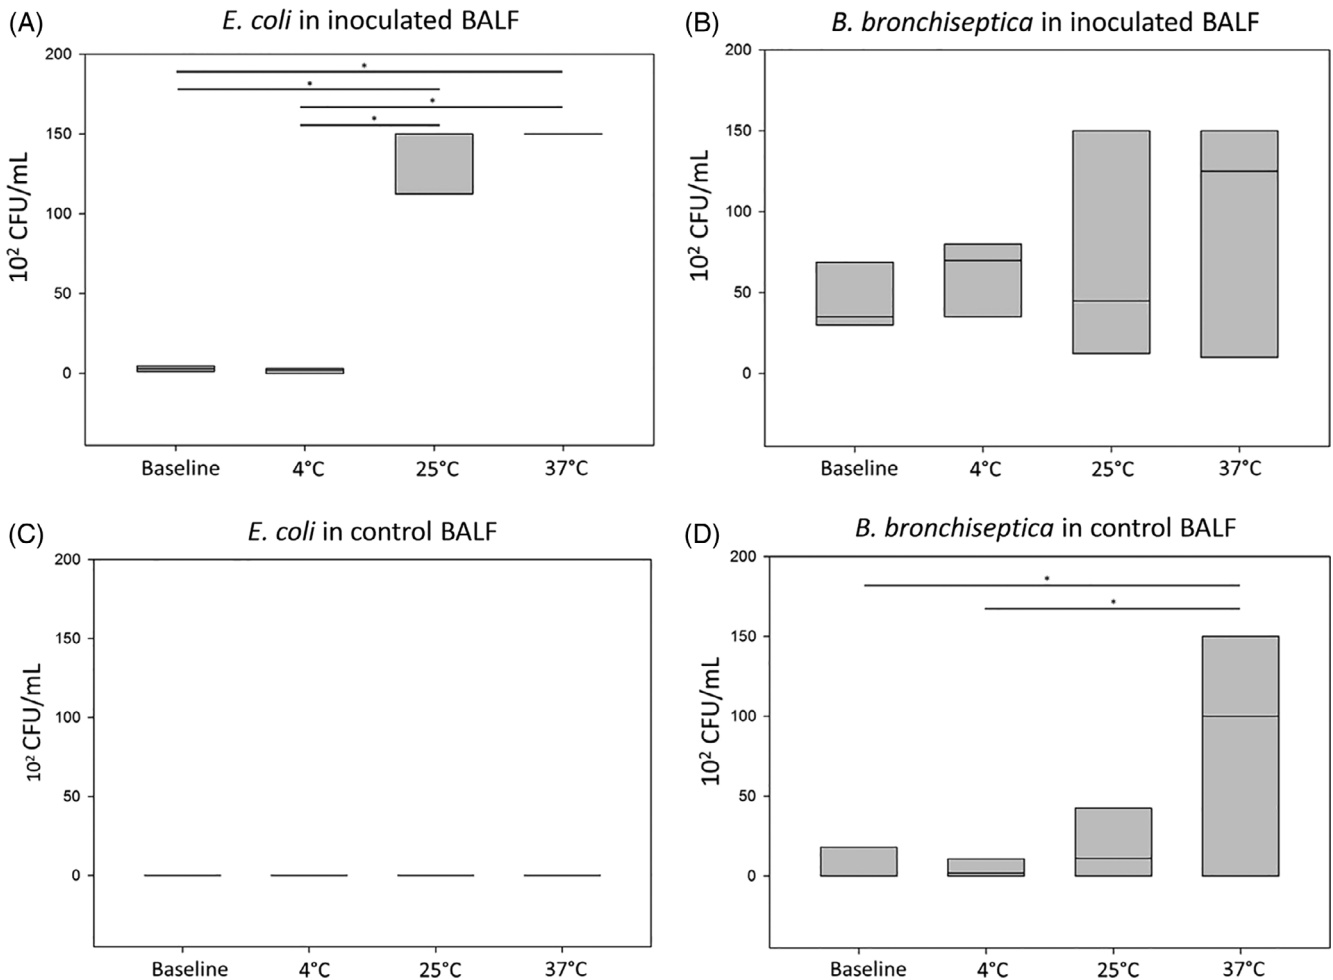 (A) E. coli in inoculated BALF
10² CFU/mL
200
150
100
50
0
* * * *
Baseline 4°C 25°C 37°C
(B) B. bronchiseptica in inoculated BALF
10² CFU/mL
200
150
100
50
0
Baseline 4°C 25°C 37°C
(C) E. coli in control BALF
10² CFU/mL
200
150
100
50
0
Baseline 4°C 25°C 37°C
(D) B. bronchiseptica in control BALF
10² CFU/mL
200
150
100
50
0
* *
Baseline 4°C 25°C 37°C